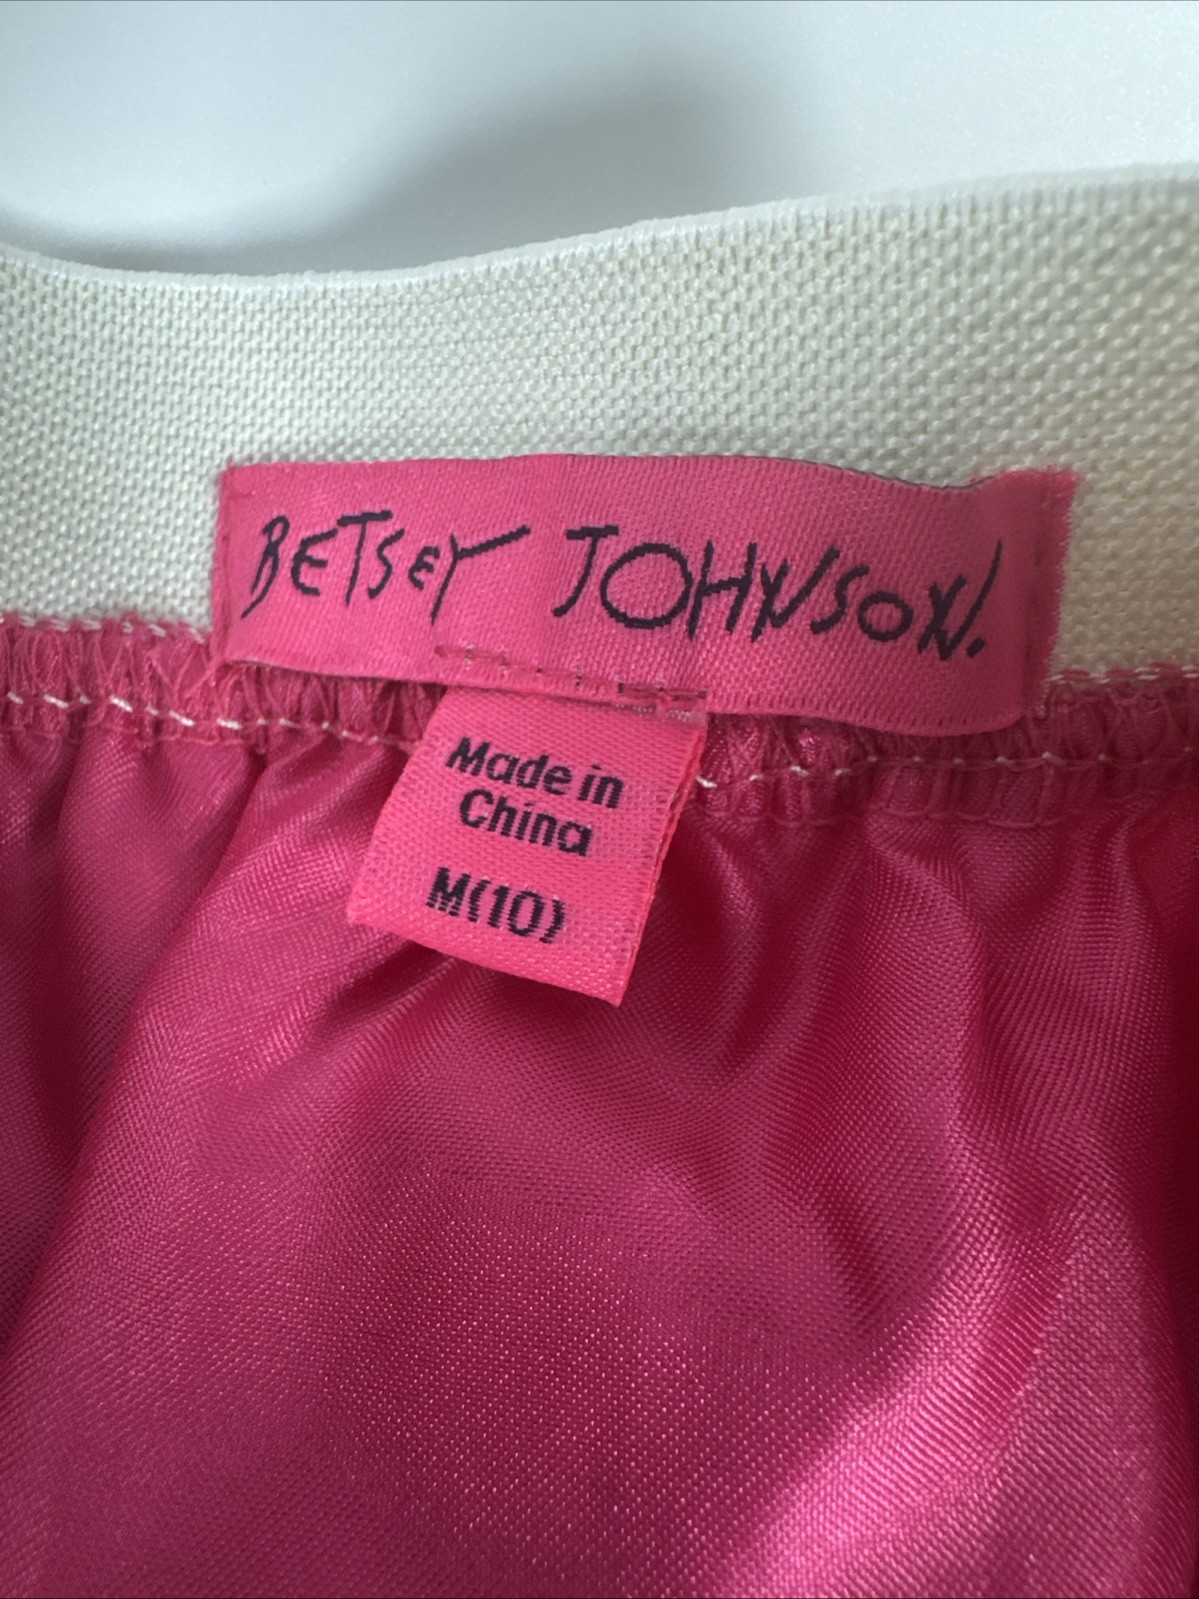 BETSEY JOHNSON.
Made in
China
M(10)